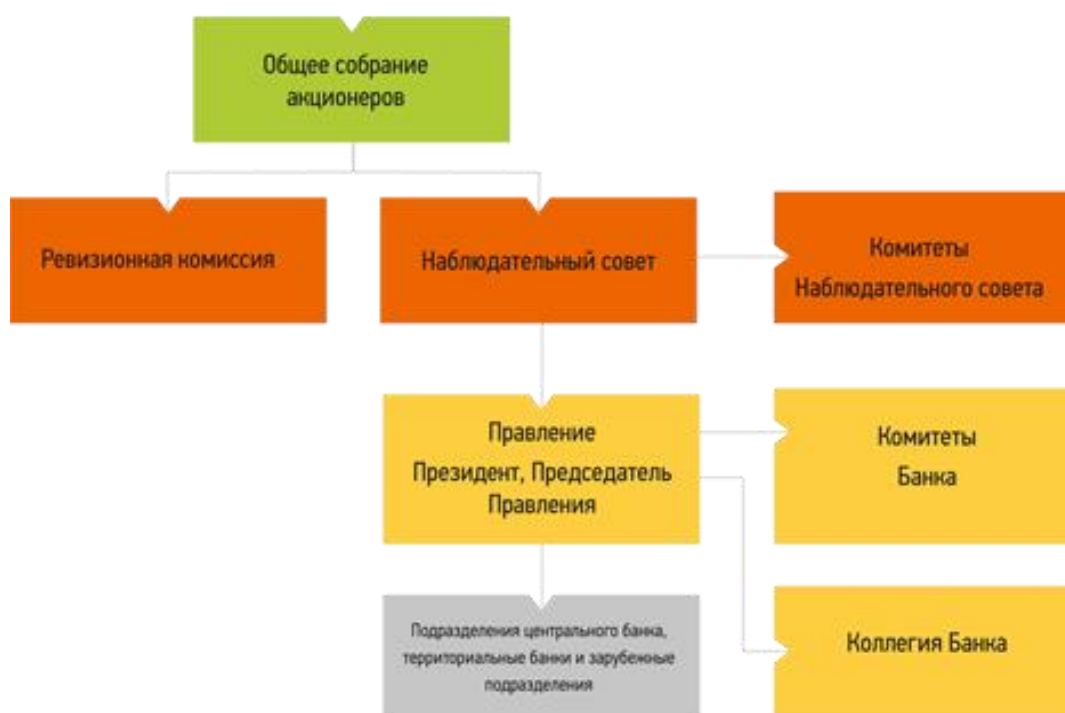 Общее собрание
акционеров
Ревизионная комиссия
Наблюдательный совет
Комитеты
Наблюдательного совета
Правление
Президент, Председатель
Правления
Комитеты
Банка
Подразделения центрального банка,
территориальные банки и зарубежные
подразделения
Коллегия Банка